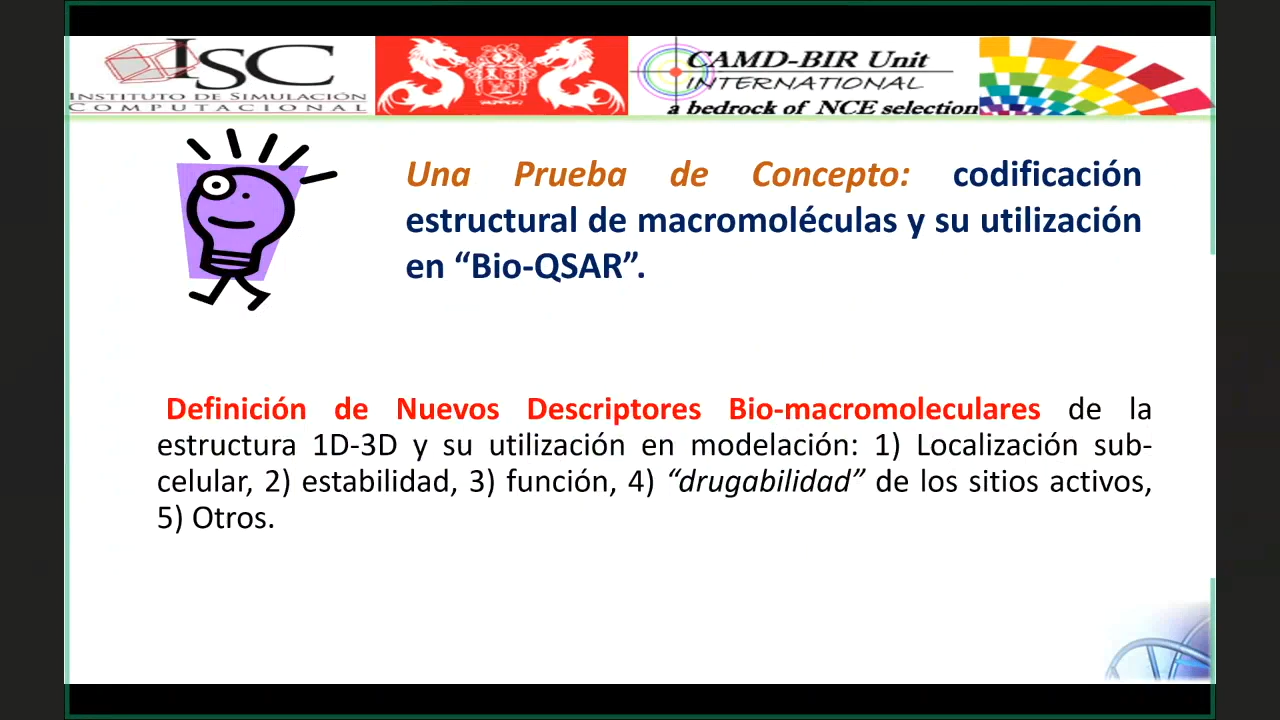 ISC
INSTITUTO DE SIMULACIÓN
COMPUTACIONAL
CAMD-BIR Unit
INTERNATIONAL
a bedrock of NCE selection
Una Prueba de Concepto: codificación
estructural de macromoléculas y su utilización
en “Bio-QSAR”.
Definición de Nuevos Descriptores Bio-macromoleculares de la
estructura 1D-3D y su utilización en modelación: 1) Localización sub-
celular, 2) estabilidad, 3) función, 4) “drugabilidad” de los sitios activos,
5) Otros.